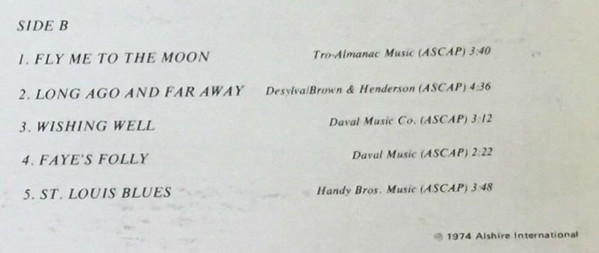 SIDE B
1. FLY ME TO THE MOON Tro-Almanac Music (ASCAP) 3:40
2. LONG AGO AND FAR AWAY Desylva/Brown & Henderson (ASCAP) 4:36
3. WISHING WELL Daval Music Co. (ASCAP) 3:12
4. FAYE'S FOLLY Daval Music (ASCAP) 2:22
5. ST. LOUIS BLUES Handy Bros. Music (ASCAP) 3:48
℗ 1974 Alshire International